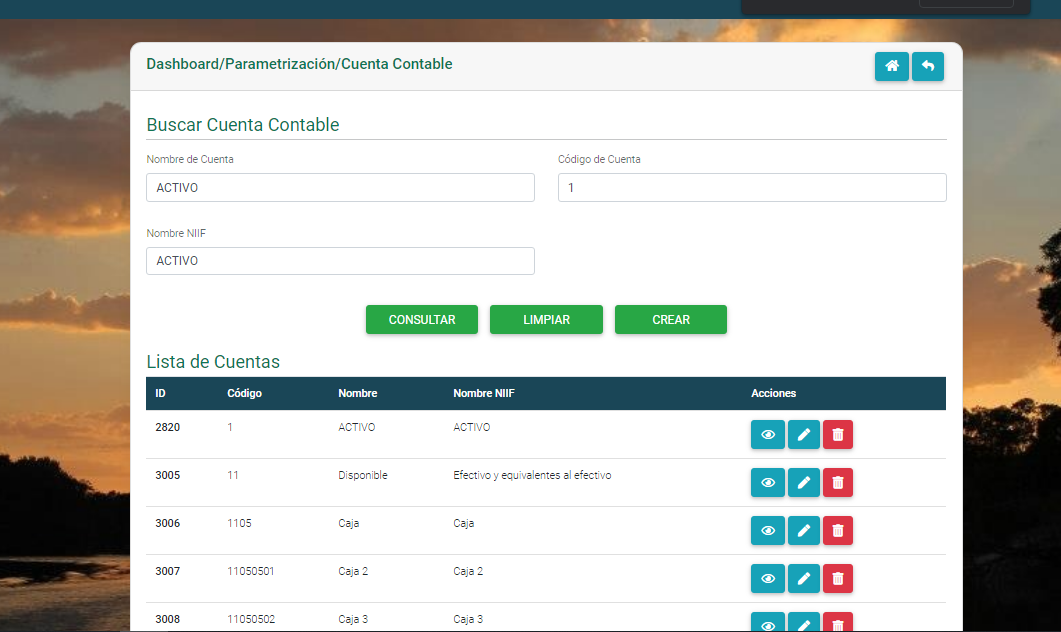 Dashboard/Parametrización/Cuenta Contable
Buscar Cuenta Contable
Nombre de Cuenta Código de Cuenta
ACTIVO 1
Nombre NIIF
ACTIVO
CONSULTAR LIMPIAR CREAR
Lista de Cuentas
ID Código Nombre Nombre NIIF Acciones
2820 1 ACTIVO ACTIVO
3005 11 Disponible Efectivo y equivalentes al efectivo
3006 1105 Caja Caja
3007 11050501 Caja 2 Caja 2
3008 11050502 Caja 3 Caja 3